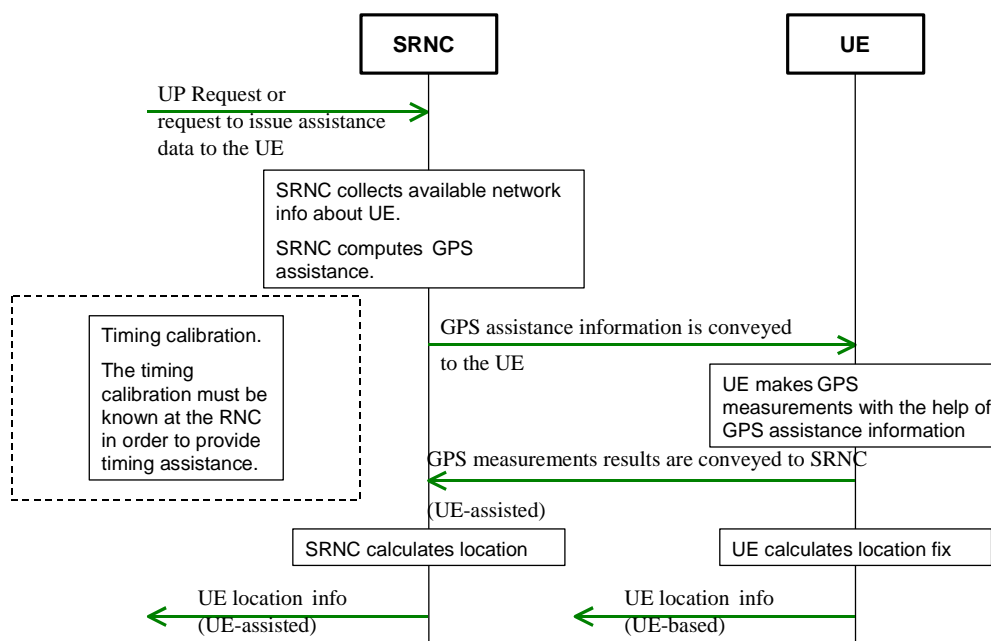 SRNC
UE
UP Request or
request to issue assistance
data to the UE
SRNC collects available network
info about UE.
SRNC computes GPS
assistance.
Timing calibration.
The timing
calibration must be
known at the RNC
in order to provide
timing assistance.
GPS assistance information is conveyed
to the UE
UE makes GPS
measurements with the help of
GPS assistance information
GPS measurements results are conveyed to SRNC
(UE-assisted)
SRNC calculates location
UE calculates location fix
UE location info
(UE-assisted)
UE location info
(UE-based)